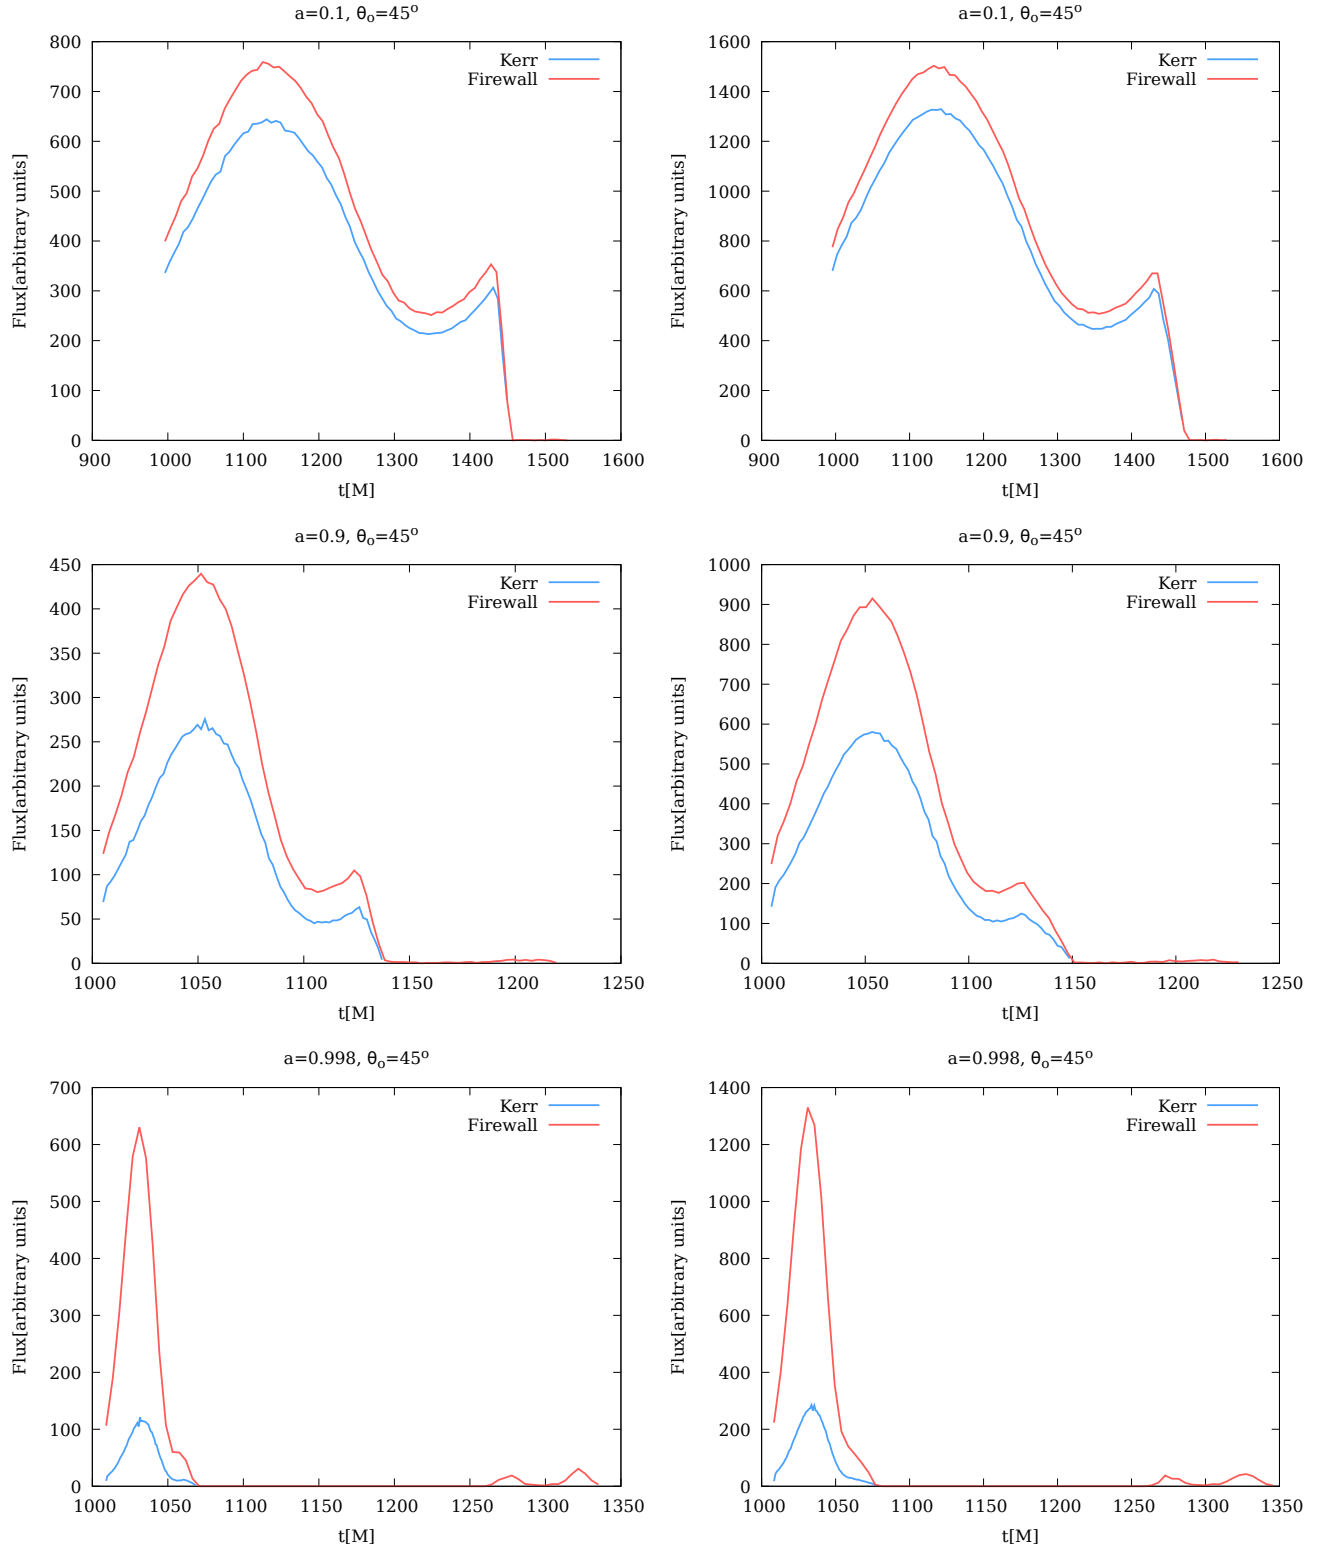 a=0.1, θo=45o
800
700
600
500
400
300
200
100
0
Flux[arbitrary units]
Kerr
Firewall
900 1000 1100 1200 1300 1400 1500 1600
t[M]
a=0.1, θo=45o
1600
1400
1200
1000
800
600
400
200
0
Flux[arbitrary units]
Kerr
Firewall
900 1000 1100 1200 1300 1400 1500 1600
t[M]
a=0.9, θo=45o
450
400
350
300
250
200
150
100
50
0
Flux[arbitrary units]
Kerr
Firewall
1000 1050 1100 1150 1200 1250
t[M]
a=0.9, θo=45o
1000
900
800
700
600
500
400
300
200
100
0
Flux[arbitrary units]
Kerr
Firewall
1000 1050 1100 1150 1200 1250
t[M]
a=0.998, θo=45o
700
600
500
400
300
200
100
0
Flux[arbitrary units]
Kerr
Firewall
1000 1050 1100 1150 1200 1250 1300 1350
t[M]
a=0.998, θo=45o
1400
1200
1000
800
600
400
200
0
Flux[arbitrary units]
Kerr
Firewall
1000 1050 1100 1150 1200 1250 1300 1350
t[M]